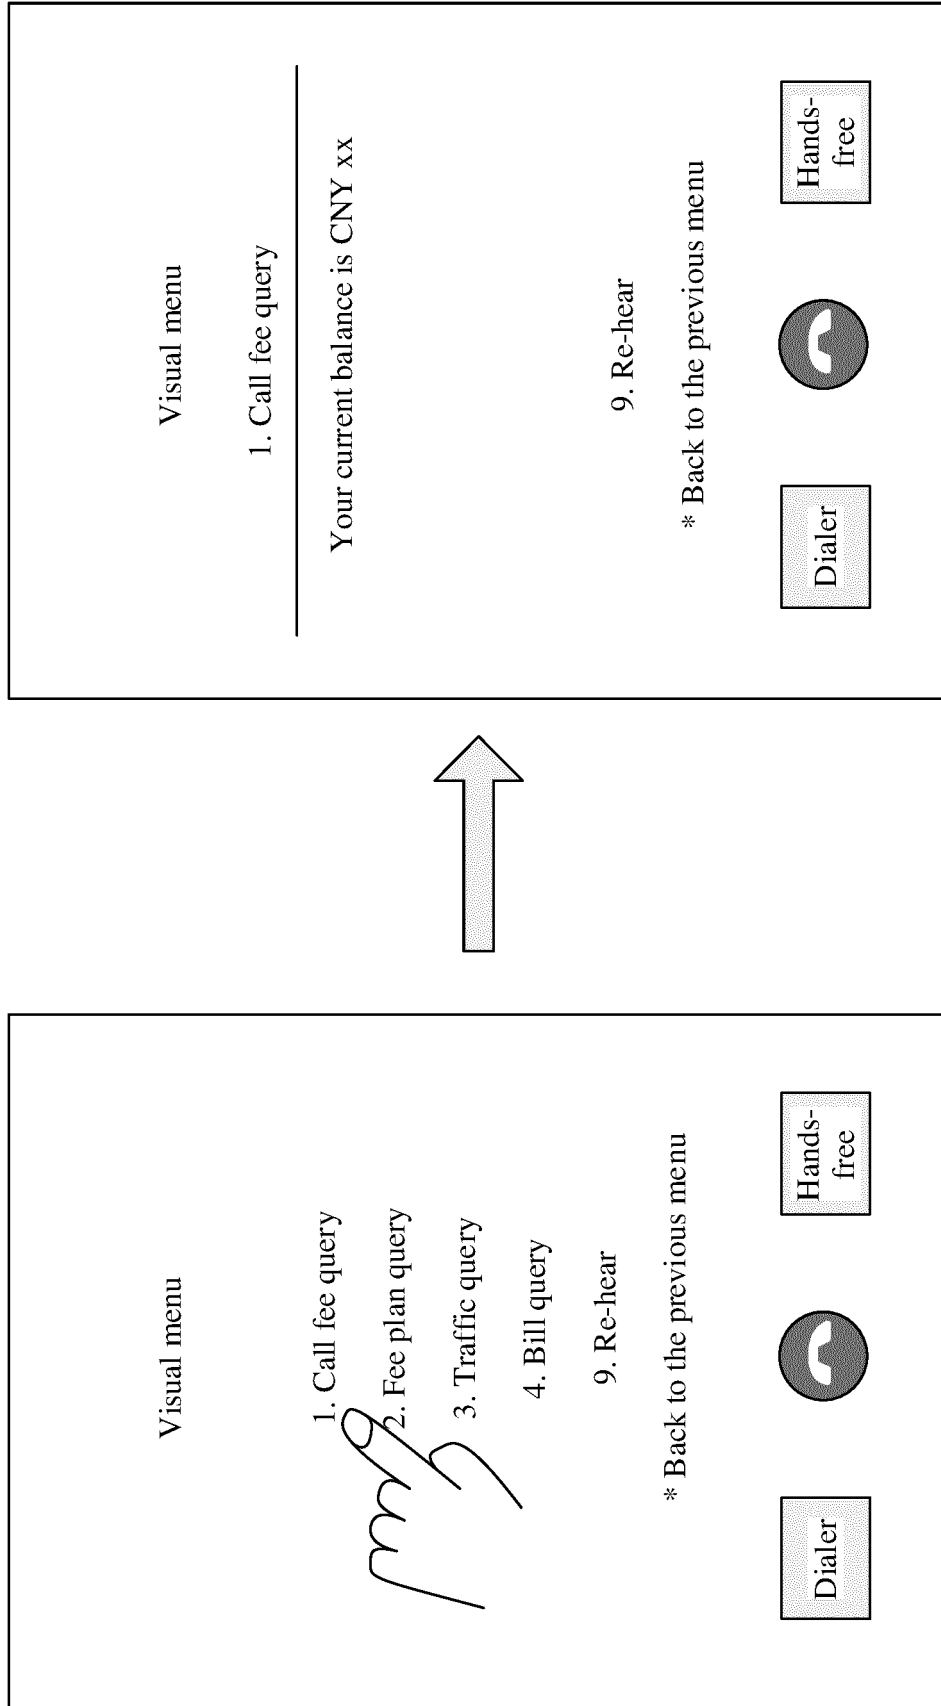 Visual menu
1. Call fee query
2. Fee plan query
3. Traffic query
4. Bill query
9. Re-hear
* Back to the previous menu
Dialer
Hands-
free
Visual menu
1. Call fee query
Your current balance is CNY xx
9. Re-hear
* Back to the previous menu
Dialer
Hands-
free